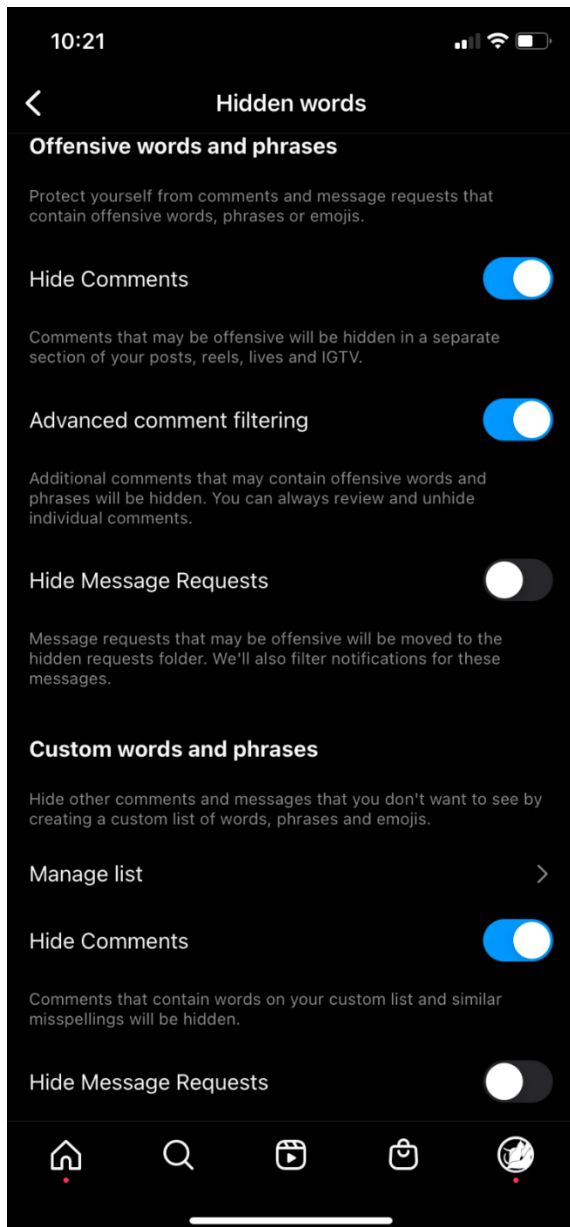 10:21
Hidden words
Offensive words and phrases
Protect yourself from comments and message requests that
contain offensive words, phrases or emojis.
Hide Comments
Comments that may be offensive will be hidden in a separate
section of your posts, reels, lives and IGTV.
Advanced comment filtering
Additional comments that may contain offensive words and
phrases will be hidden. You can always review and unhide
individual comments.
Hide Message Requests
Message requests that may be offensive will be moved to the
hidden requests folder. We'll also filter notifications for these
messages.
Custom words and phrases
Hide other comments and messages that you don't want to see by
creating a custom list of words, phrases and emojis.
Manage list
Hide Comments
Comments that contain words on your custom list and similar
misspellings will be hidden.
Hide Message Requests